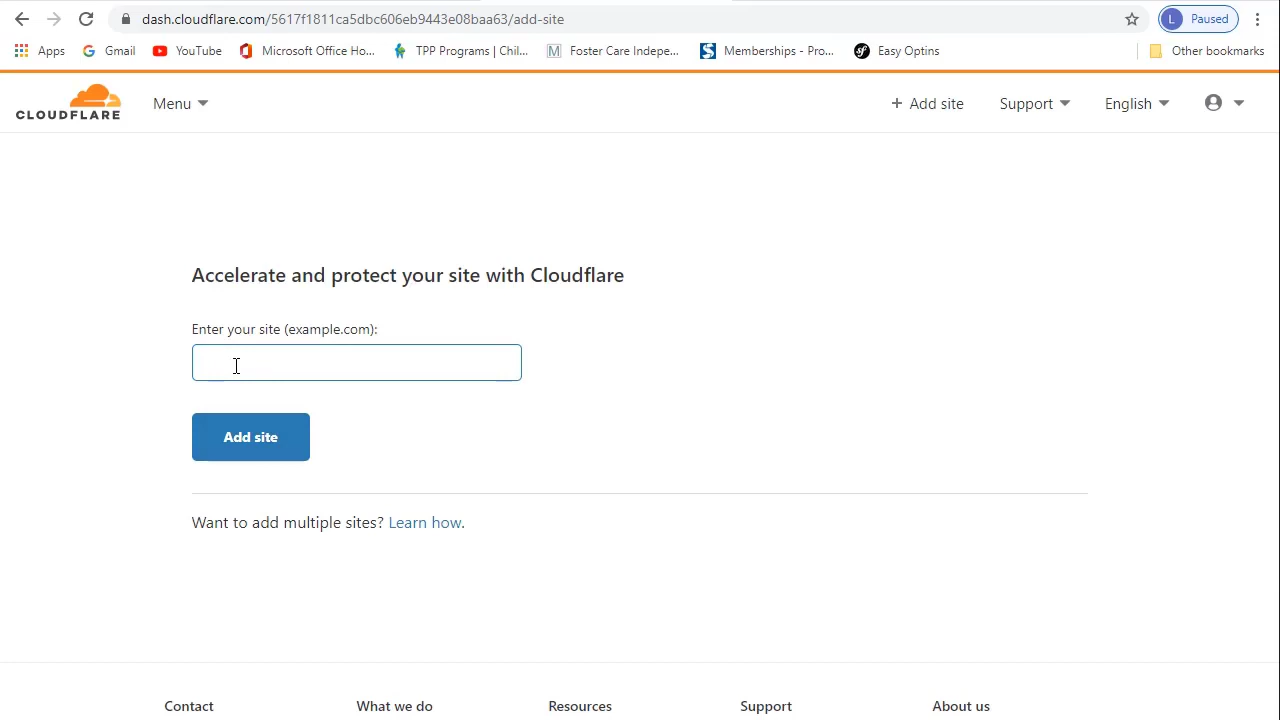 dash.cloudflare.com/5617f1811ca5dbc606eb9443e08baa63/add-site
L Paused
Apps Gmail YouTube Microsoft Office Ho... TPP Programs | Chil... Foster Care Indepe... Memberships - Pro... Easy Optins Other bookmarks
CLOUDFLARE Menu + Add site Support English
Accelerate and protect your site with Cloudflare
Enter your site (example.com):
Add site
Want to add multiple sites? Learn how.
Contact What we do Resources Support About us